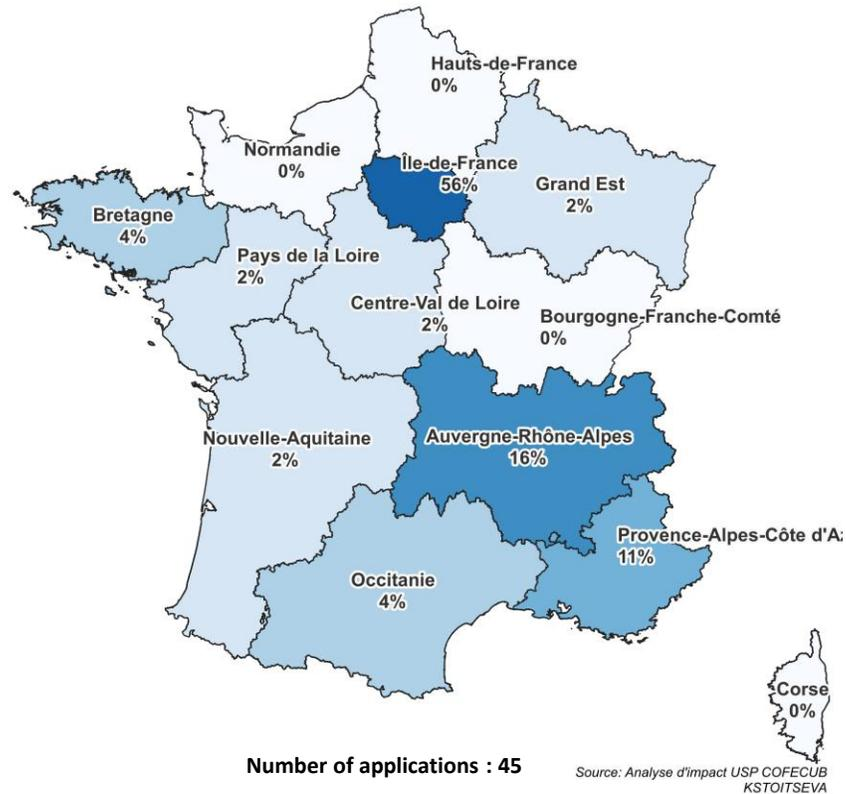 Hauts-de-France
0%
Normandie
0%
Île-de-France
56%
Grand Est
2%
Bretagne
4%
Pays de la Loire
2%
Centre-Val de Loire
2%
Bourgogne-Franche-Comté
0%
Nouvelle-Aquitaine
2%
Auvergne-Rhône-Alpes
16%
Provence-Alpes-Côte d'Az
11%
Occitanie
4%
Corse
0%
Number of applications : 45
Source: Analyse d'impact USP COFECUB
KSTOITSEVA